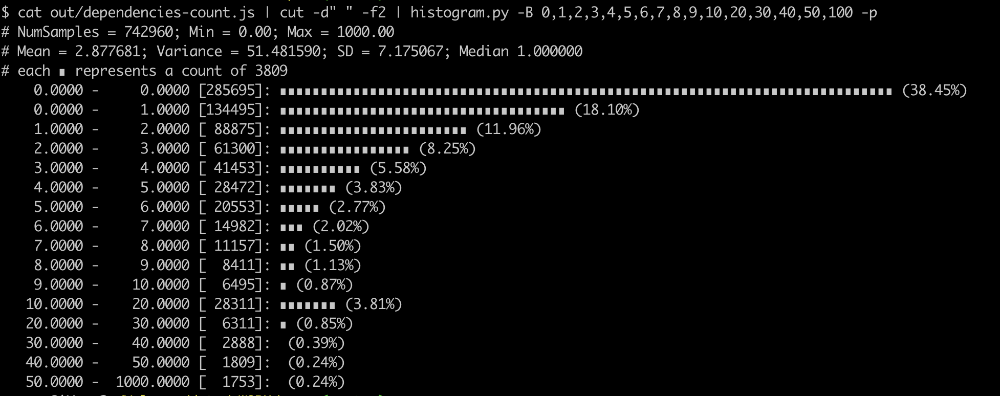 $ cat out/dependencies-count.js | cut -d" " -f2 | histogram.py -B 0,1,2,3,4,5,6,7,8,9,10,20,30,40,50,100 -p
# NumSamples = 742960; Min = 0.00; Max = 1000.00
# Mean = 2.877681; Variance = 51.481590; SD = 7.175067; Median 1.000000
# each ∎ represents a count of 3809
0.0000 - 0.0000 [285695]: ∎∎∎∎∎∎∎∎∎∎∎∎∎∎∎∎∎∎∎∎∎∎∎∎∎∎∎∎∎∎∎∎∎∎∎∎∎∎∎∎∎∎∎∎∎∎∎∎∎∎∎∎∎∎∎∎∎∎∎∎∎∎∎∎∎∎∎∎∎∎∎∎∎∎∎ (38.45%)
0.0000 - 1.0000 [134495]: ∎∎∎∎∎∎∎∎∎∎∎∎∎∎∎∎∎∎∎∎∎∎∎∎∎∎∎∎∎∎∎∎∎∎∎ (18.10%)
1.0000 - 2.0000 [ 88875]: ∎∎∎∎∎∎∎∎∎∎∎∎∎∎∎∎∎∎∎∎∎∎∎ (11.96%)
2.0000 - 3.0000 [ 61300]: ∎∎∎∎∎∎∎∎∎∎∎∎∎∎∎∎ (8.25%)
3.0000 - 4.0000 [ 41453]: ∎∎∎∎∎∎∎∎∎∎ (5.58%)
4.0000 - 5.0000 [ 28472]: ∎∎∎∎∎∎∎ (3.83%)
5.0000 - 6.0000 [ 20553]: ∎∎∎∎∎ (2.77%)
6.0000 - 7.0000 [ 14982]: ∎∎∎ (2.02%)
7.0000 - 8.0000 [ 11157]: ∎∎ (1.50%)
8.0000 - 9.0000 [ 8411]: ∎∎ (1.13%)
9.0000 - 10.0000 [ 6495]: ∎ (0.87%)
10.0000 - 20.0000 [ 28311]: ∎∎∎∎∎∎∎ (3.81%)
20.0000 - 30.0000 [ 6311]: ∎ (0.85%)
30.0000 - 40.0000 [ 2888]: (0.39%)
40.0000 - 50.0000 [ 1809]: (0.24%)
50.0000 - 1000.0000 [ 1753]: (0.24%)